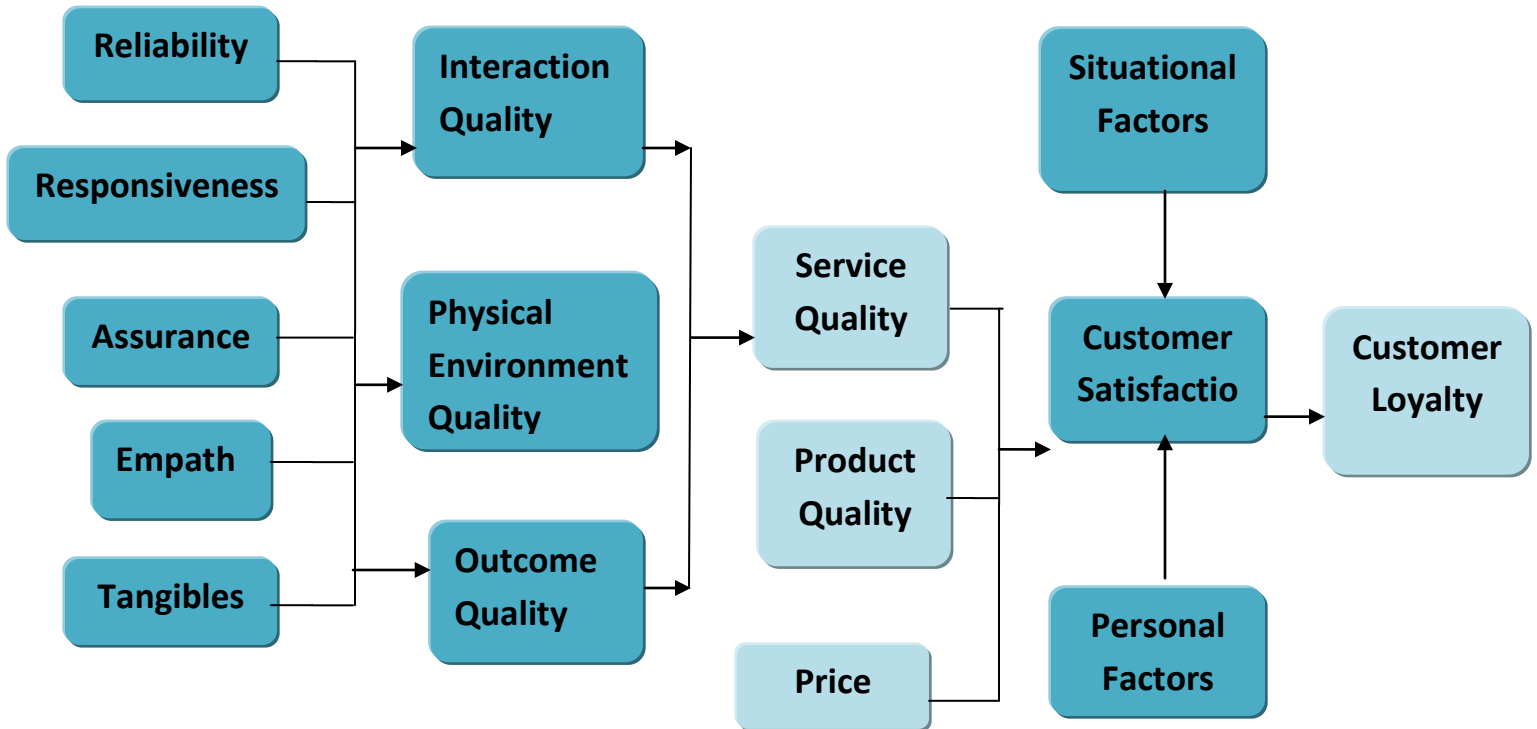 Reliability
Responsiveness
Assurance
Empath
Tangibles
Interaction
Quality
Physical
Environment
Quality
Outcome
Quality
Service
Quality
Product
Quality
Price
Situational
Factors
Customer
Satisfactio
Personal
Factors
Customer
Loyalty